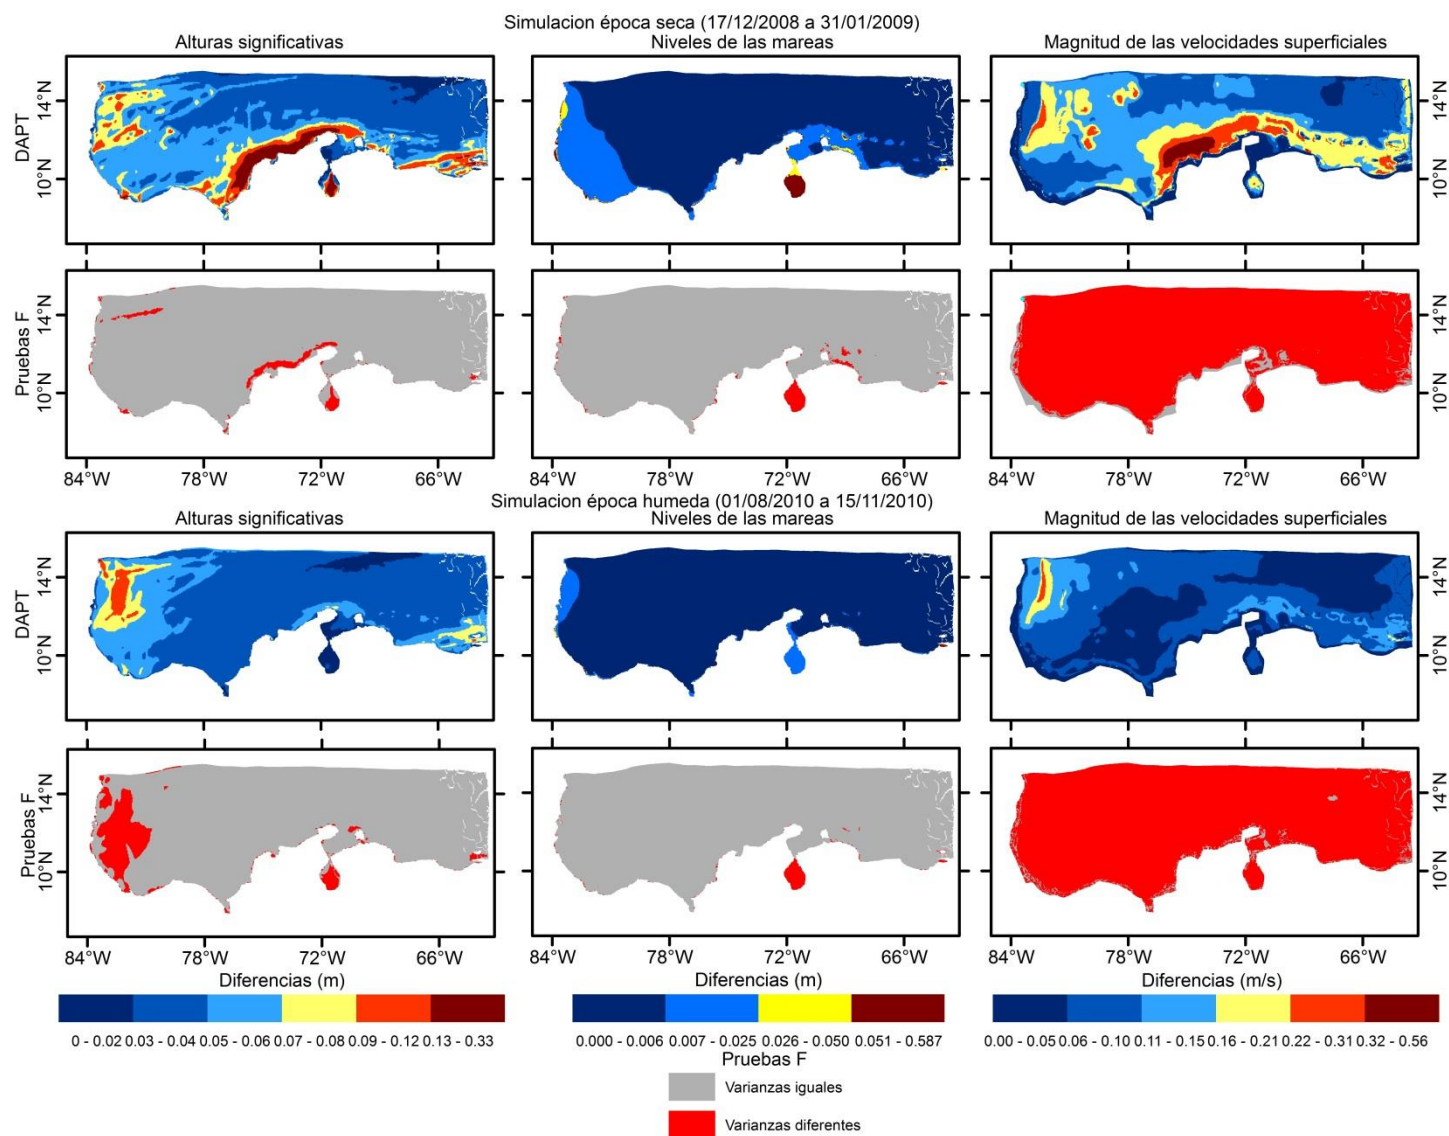 Simulacion época seca (17/12/2008 a 31/01/2009)
Alturas significativas
Niveles de las mareas
Magnitud de las velocidades superficiales
DAPT
14°N
10°N
14°N
10°N
Pruebas F
14°N
10°N
14°N
10°N
84°W 78°W 72°W 66°W
84°W 78°W 72°W 66°W
84°W 78°W 72°W 66°W
Simulacion época humeda (01/08/2010 a 15/11/2010)
Alturas significativas
Niveles de las mareas
Magnitud de las velocidades superficiales
DAPT
14°N
10°N
14°N
10°N
Pruebas F
14°N
10°N
14°N
10°N
84°W 78°W 72°W 66°W
84°W 78°W 72°W 66°W
84°W 78°W 72°W 66°W
Diferencias (m)
Diferencias (m)
Diferencias (m/s)
0 - 0.02 0.03 - 0.04 0.05 - 0.06 0.07 - 0.08 0.09 - 0.12 0.13 - 0.33
0.000 - 0.006 0.007 - 0.025 0.026 - 0.050 0.051 - 0.587
0.00 - 0.05 0.06 - 0.10 0.11 - 0.15 0.16 - 0.21 0.22 - 0.31 0.32 - 0.56
Pruebas F
Varianzas iguales
Varianzas diferentes